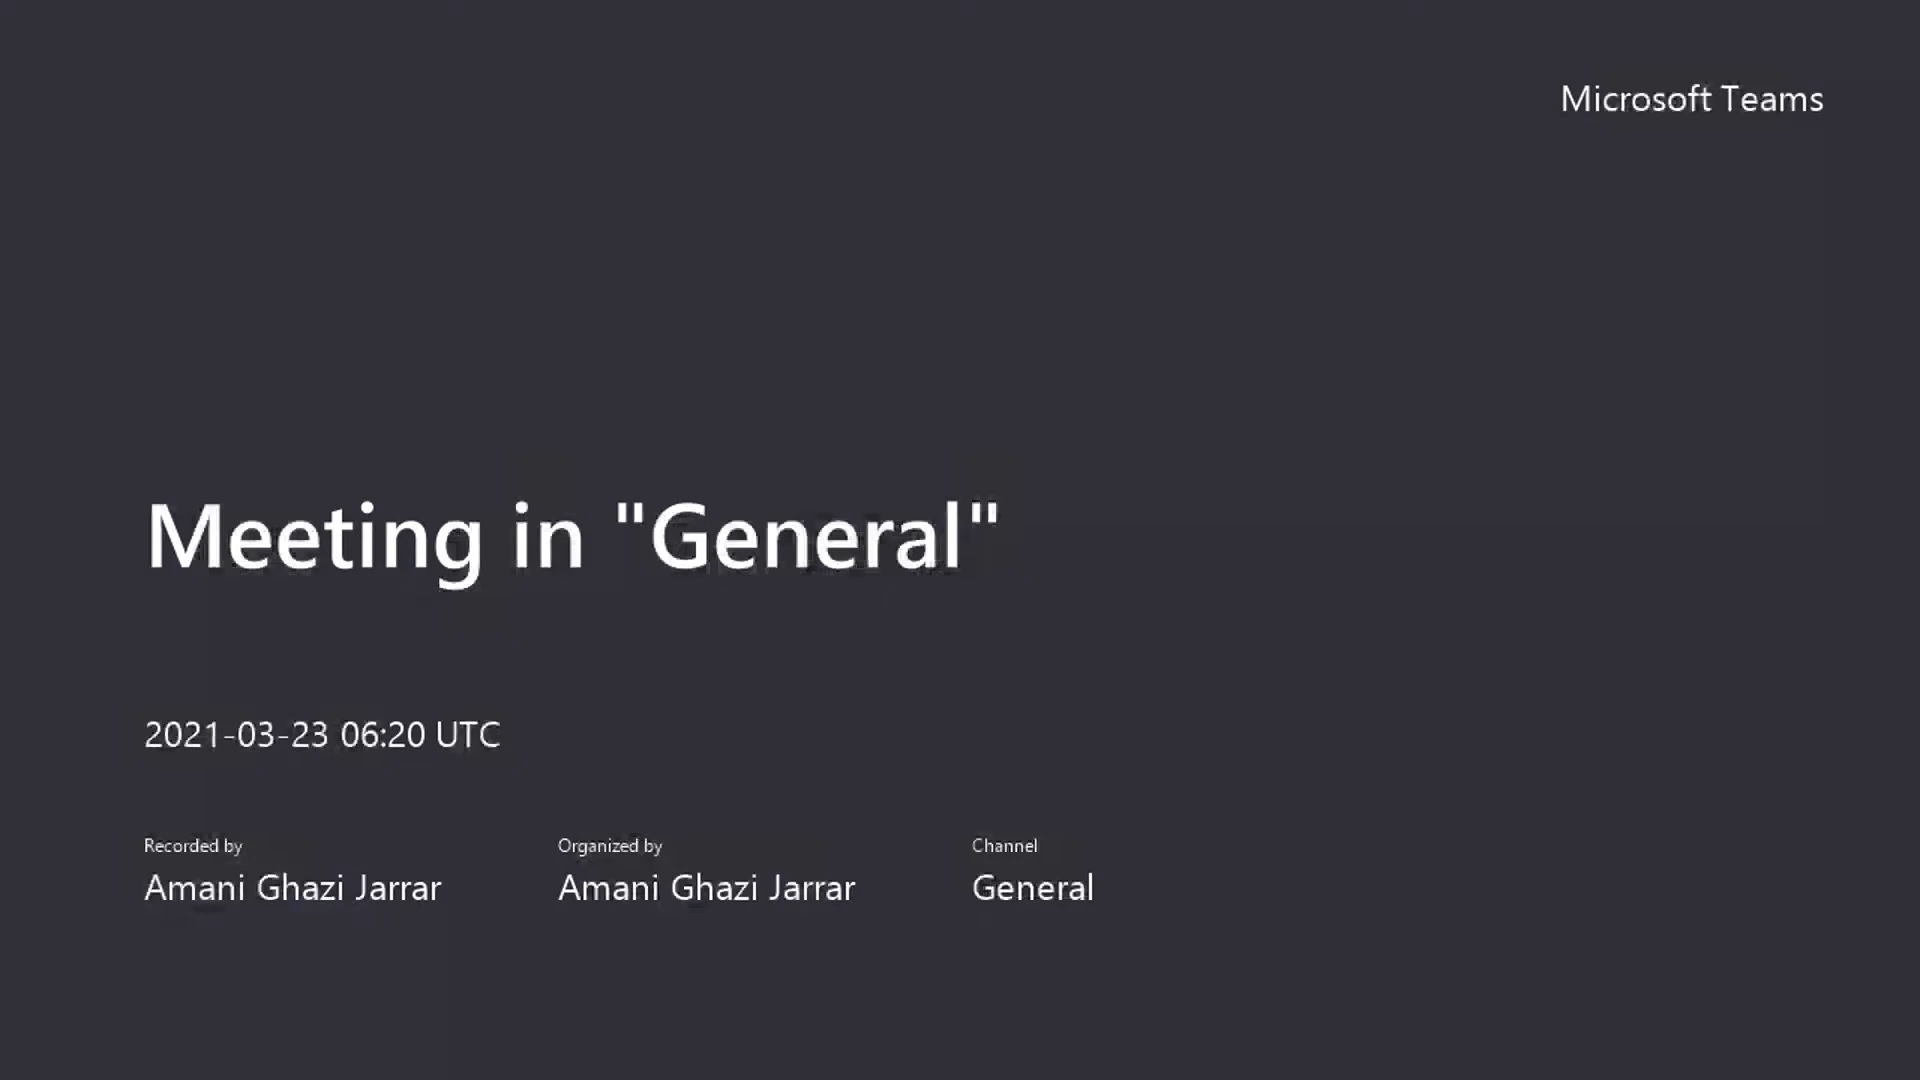 Microsoft Teams
Meeting in "General"
2021-03-23 06:20 UTC
Recorded by
Amani Ghazi Jarrar
Organized by
Amani Ghazi Jarrar
Channel
General